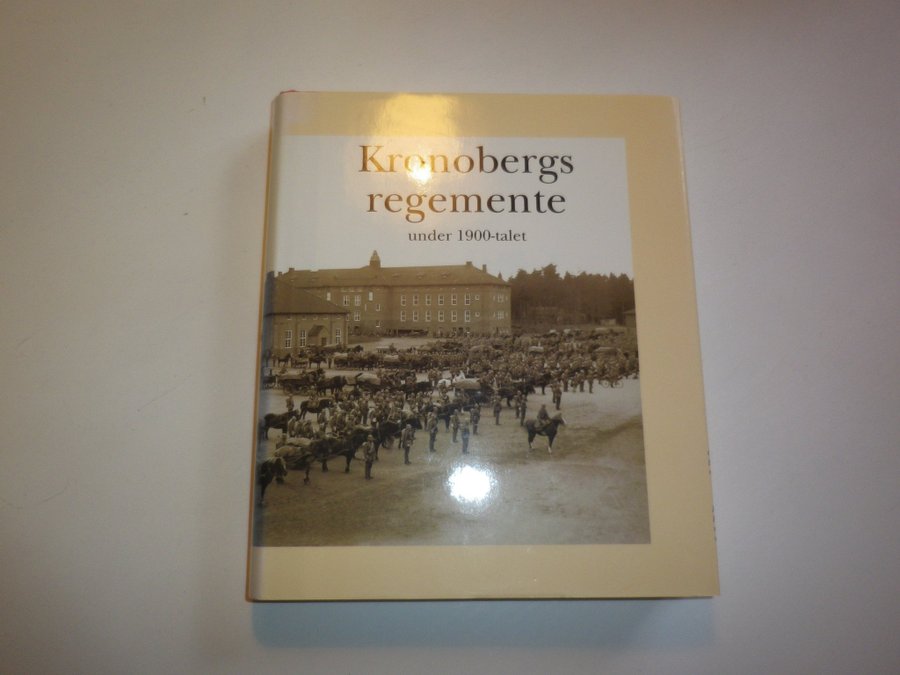 Kronobergs
regemente
under 1900-talet